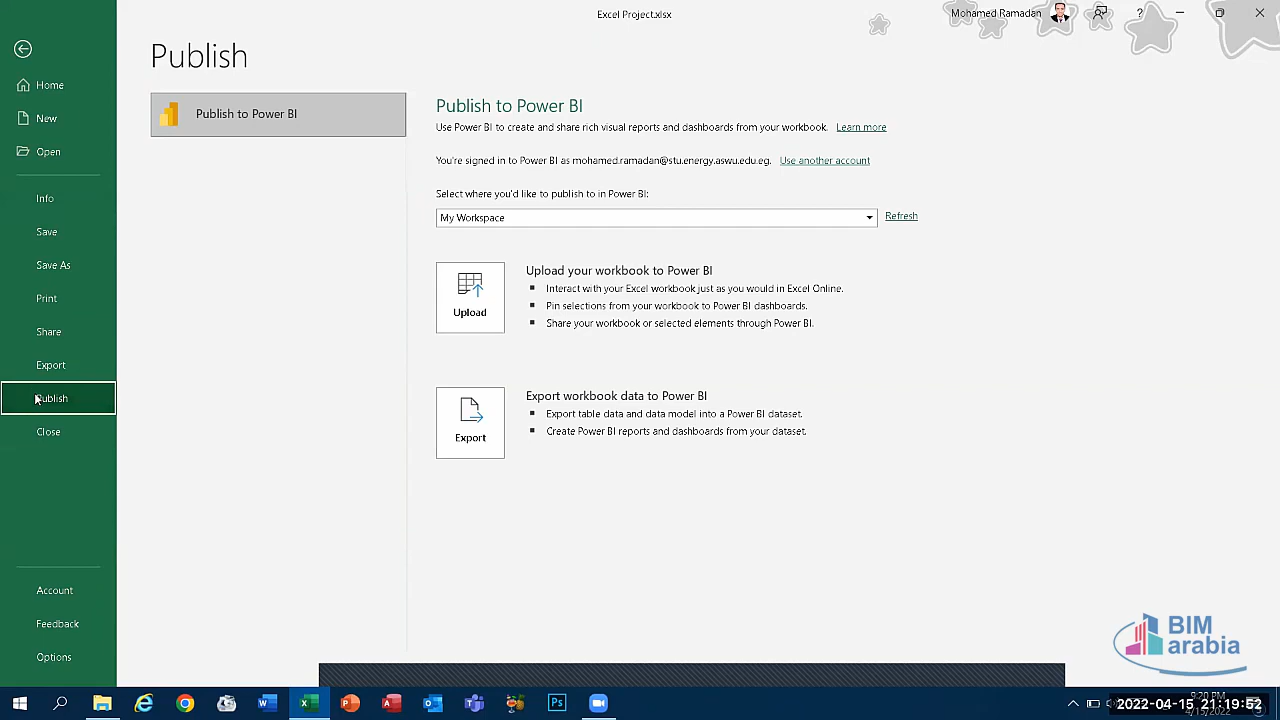 Excel Project.xlsx
Mohamed Ramadan
?
Publish
Home
New
Open
Info
Save
Save As
Print
Share
Export
Publish
Close
Account
Feedback
Options
Publish to Power BI
Publish to Power BI
Use Power BI to create and share rich visual reports and dashboards from your workbook. Learn more
You're signed in to Power BI as mohamed.ramadan@stu.energy.aswu.edu.eg. Use another account
Select where you'd like to publish to in Power BI:
My Workspace
Refresh
Upload
Upload your workbook to Power BI
Interact with your Excel workbook just as you would in Excel Online.
Pin selections from your workbook to Power BI dashboards.
Share your workbook or selected elements through Power BI.
Export
Export workbook data to Power BI
Export table data and data model into a Power BI dataset.
Create Power BI reports and dashboards from your dataset.
BIM
arabia
Ps
9:20 PM
2022-04-15 21:19:52
4/15/2022